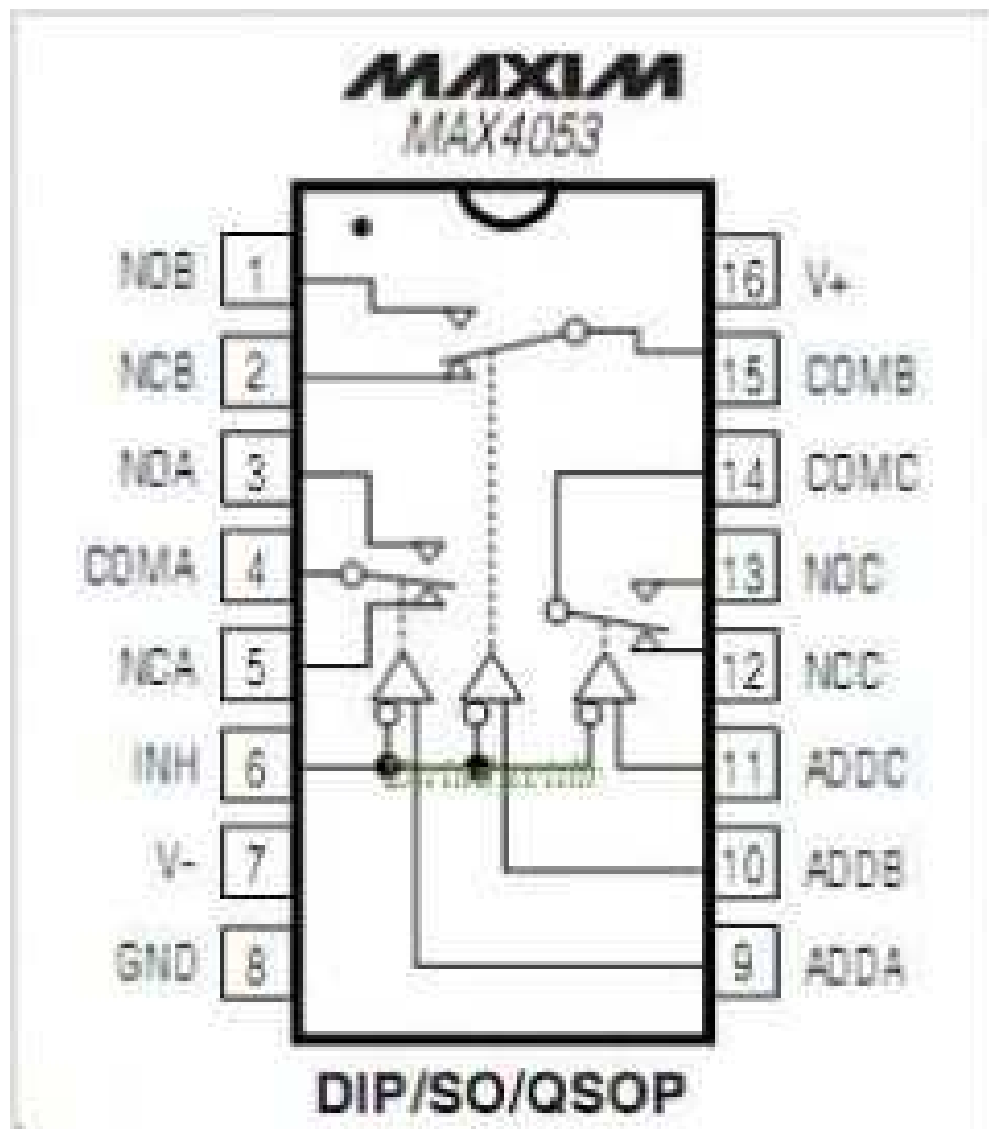 MAXIM
MAX4053
NOB 1
NCB 2
NOA 3
COMA 4
NCA 5
INH 6
V- 7
GND 8
16 V+
15 COMB
14 COMC
13 NOC
12 NCC
11 ADDC
10 ADDB
9 ADDA
DIP/SO/QSOP